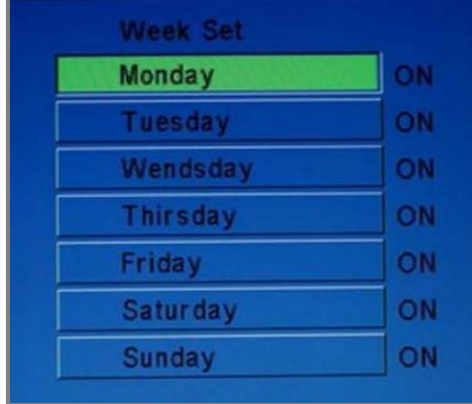 Week Set
Monday ON
Tuesday ON
Wendsday ON
Thirsday ON
Friday ON
Saturday ON
Sunday ON